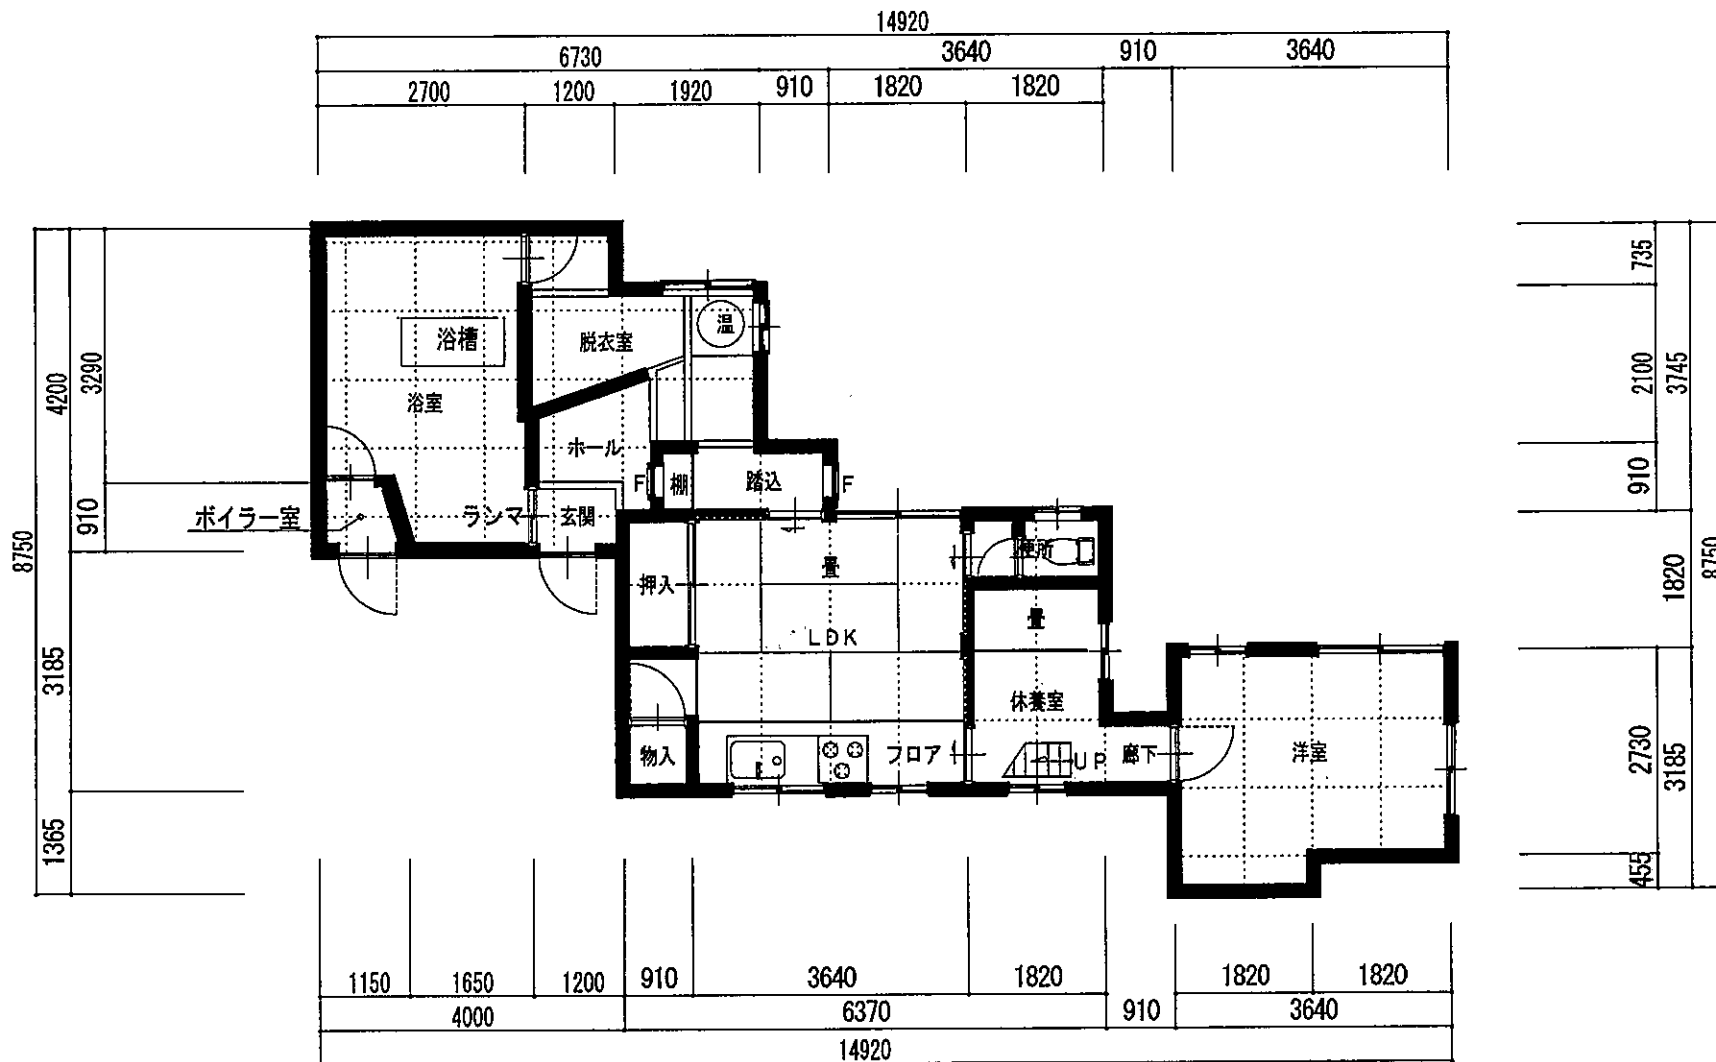 14920
6730
3640
910
3640
2700
1200
1920
910
1820
1820
735
2100
910
3745
1820
8750
2730
3185
455
8750
4200
3290
910
3185
1365
浴槽
脱衣室
温
浴室
ホール
F
棚
踏込
F
ボイラー室
ランマ
玄関
畳
便所
押入
LDK
畳
休養室
物入
フロア
UP
廊下
洋室
1150
1650
1200
910
3640
1820
1820
1820
4000
6370
910
3640
14920